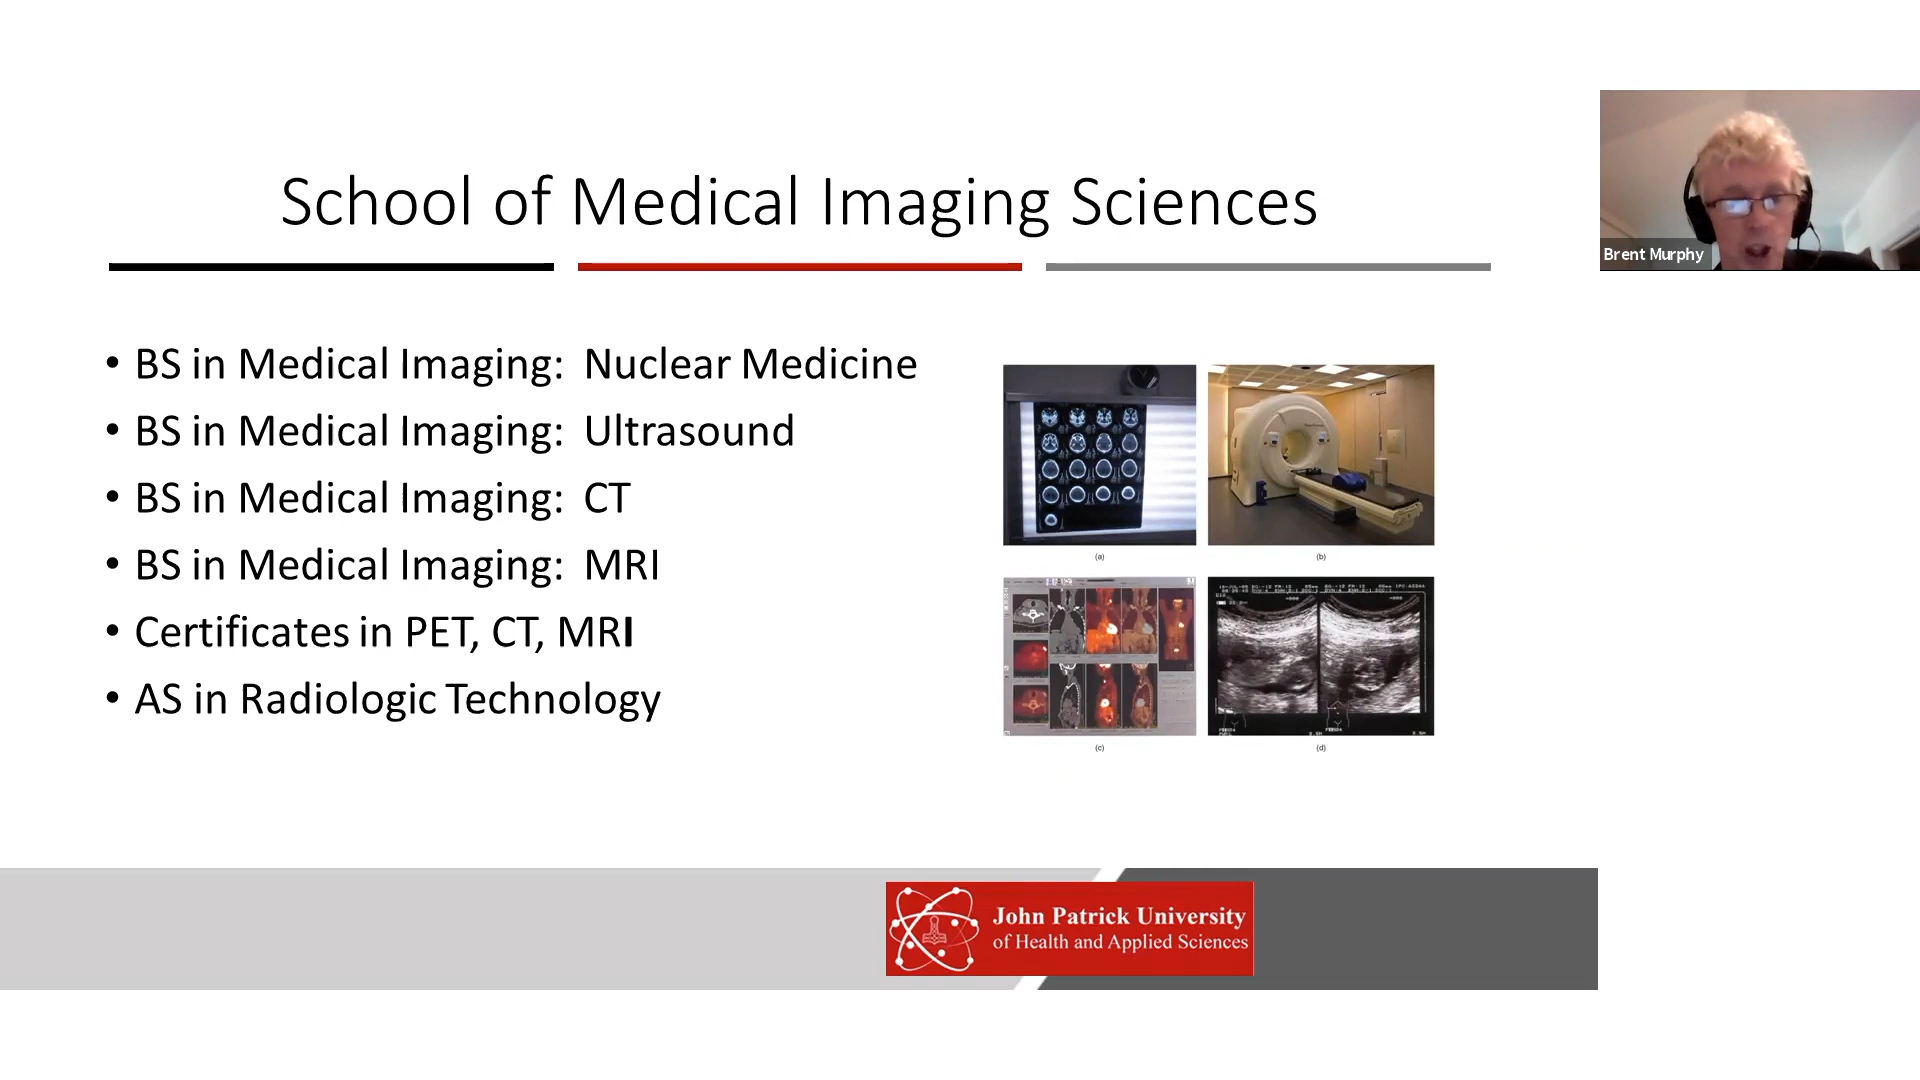 School of Medical Imaging Sciences
Brent Murphy
• BS in Medical Imaging: Nuclear Medicine
• BS in Medical Imaging: Ultrasound
• BS in Medical Imaging: CT
• BS in Medical Imaging: MRI
• Certificates in PET, CT, MRI
• AS in Radiologic Technology
(a)
(b)
(c)
(d)
John Patrick University
of Health and Applied Sciences